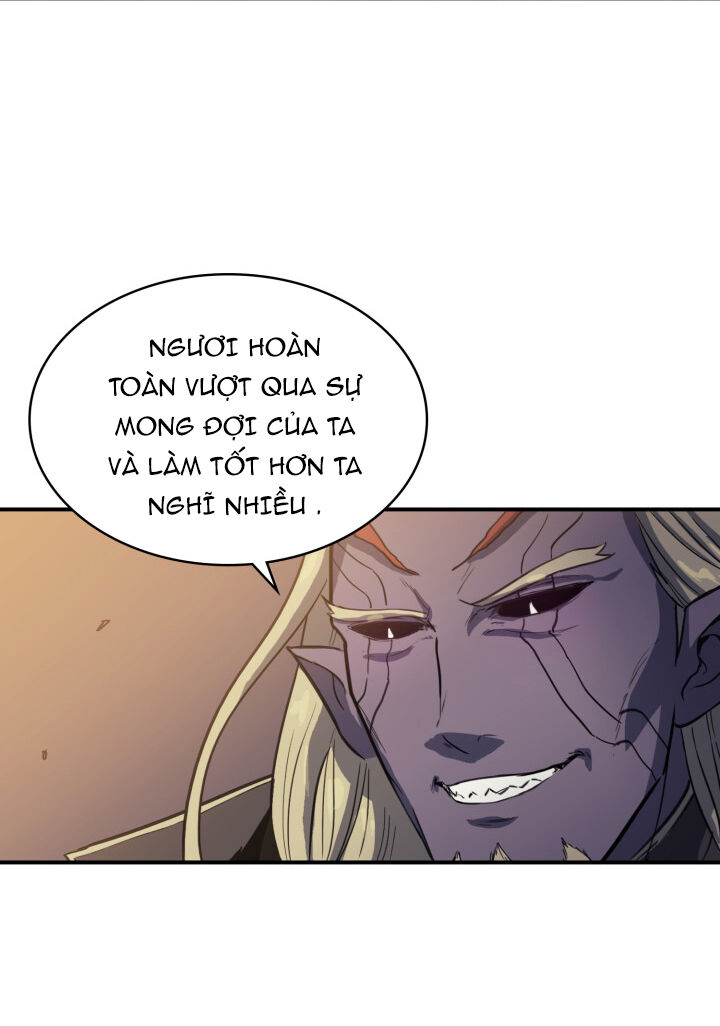 NGƯƠI HOÀN
TOÀN VƯỢT QUA SỰ
MONG ĐỢI CỦA TA
VÀ LÀM TỐT HƠN TA
NGHĨ NHIỀU .